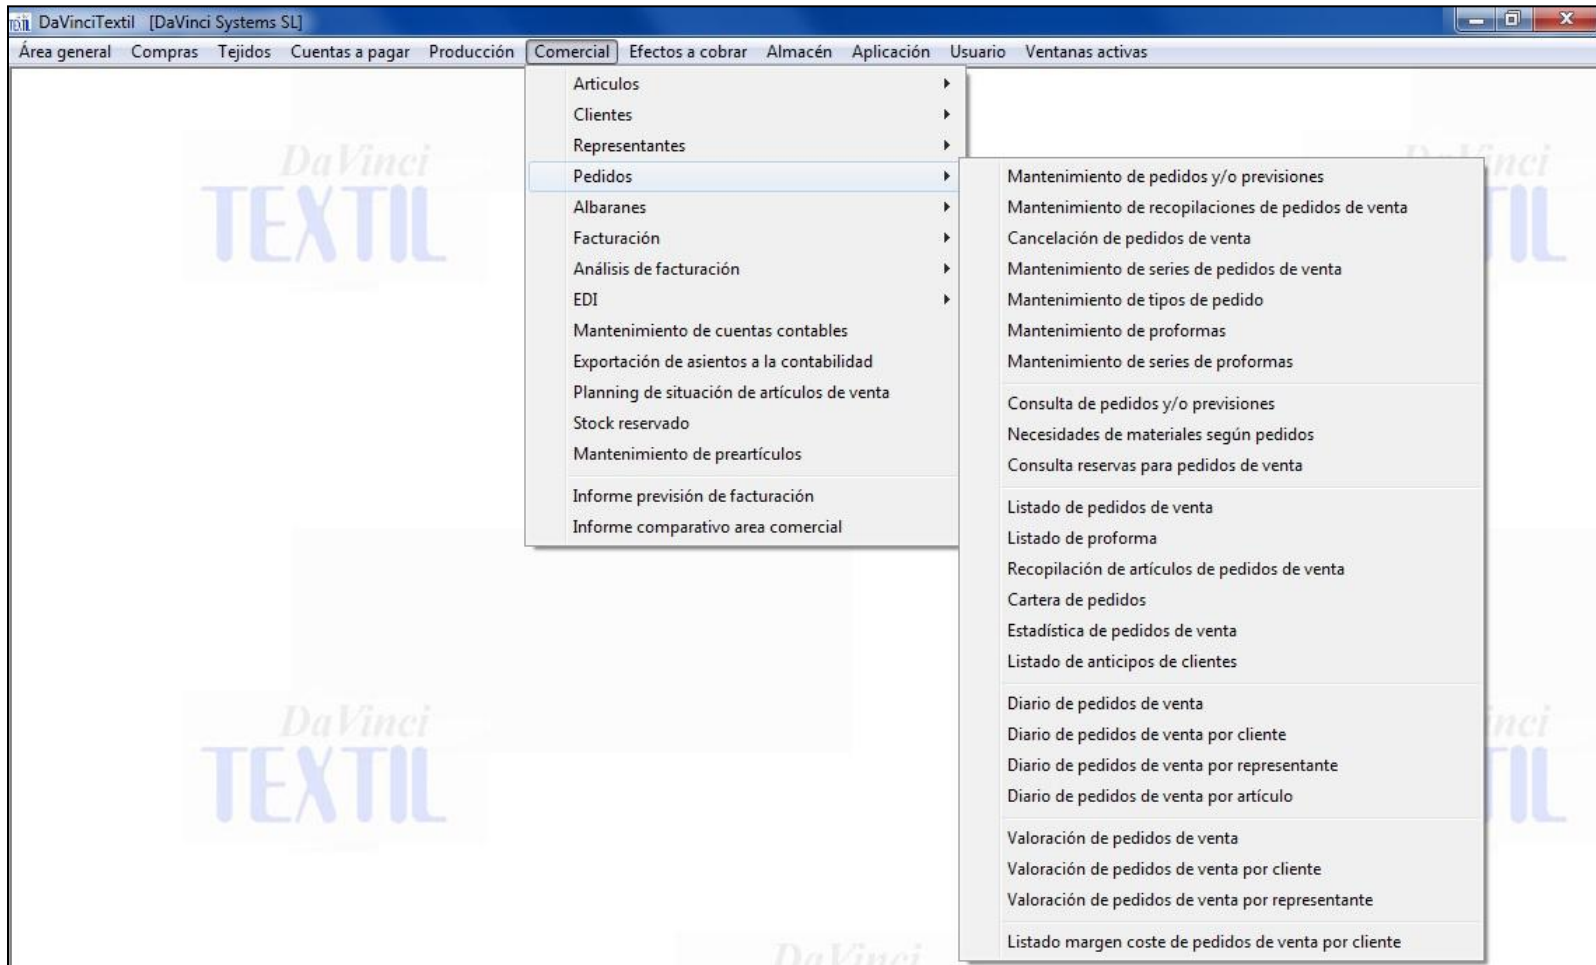 DaVinciTextil [DaVinci Systems SL]
Área general Compras Tejidos Cuentas a pagar Producción Comercial Efectos a cobrar Almacén Aplicación Usuario Ventanas activas
Articulos
Clientes
Representantes
Pedidos
Albaranes
Facturación
Análisis de facturación
EDI
Mantenimiento de cuentas contables
Exportación de asientos a la contabilidad
Planning de situación de artículos de venta
Stock reservado
Mantenimiento de preartículos
Informe previsión de facturación
Informe comparativo area comercial
Mantenimiento de pedidos y/o previsiones
Mantenimiento de recopilaciones de pedidos de venta
Cancelación de pedidos de venta
Mantenimiento de series de pedidos de venta
Mantenimiento de tipos de pedido
Mantenimiento de proformas
Mantenimiento de series de proformas
Consulta de pedidos y/o previsiones
Necesidades de materiales según pedidos
Consulta reservas para pedidos de venta
Listado de pedidos de venta
Listado de proforma
Recopilación de artículos de pedidos de venta
Cartera de pedidos
Estadística de pedidos de venta
Listado de anticipos de clientes
Diario de pedidos de venta
Diario de pedidos de venta por cliente
Diario de pedidos de venta por representante
Diario de pedidos de venta por artículo
Valoración de pedidos de venta
Valoración de pedidos de venta por cliente
Valoración de pedidos de venta por representante
Listado margen coste de pedidos de venta por cliente
DaVinci
TEXTIL
DaVinci
TEXTIL
DaVinci